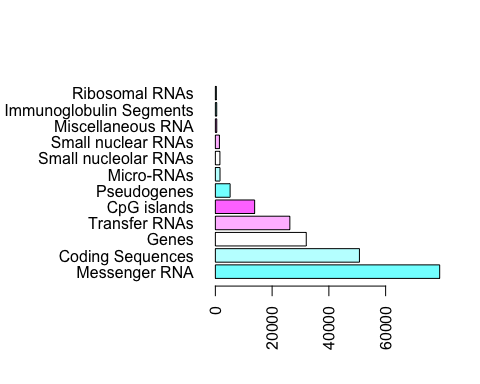 Ribosomal RNAs
Immunoglobulin Segments
Miscellaneous RNA
Small nuclear RNAs
Small nucleolar RNAs
Micro-RNAs
Pseudogenes
CpG islands
Transfer RNAs
Genes
Coding Sequences
Messenger RNA
0
20000
40000
60000